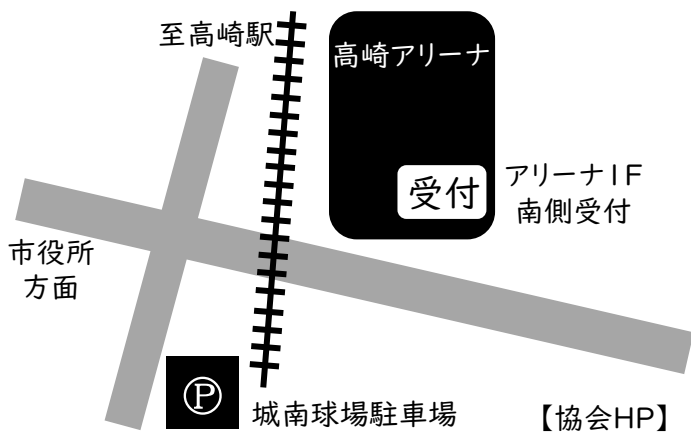 至高崎駅
高崎アリーナ
受付
アリーナ1F
南側受付
市役所
方面
Ⓟ
城南球場駐車場
【協会HP】